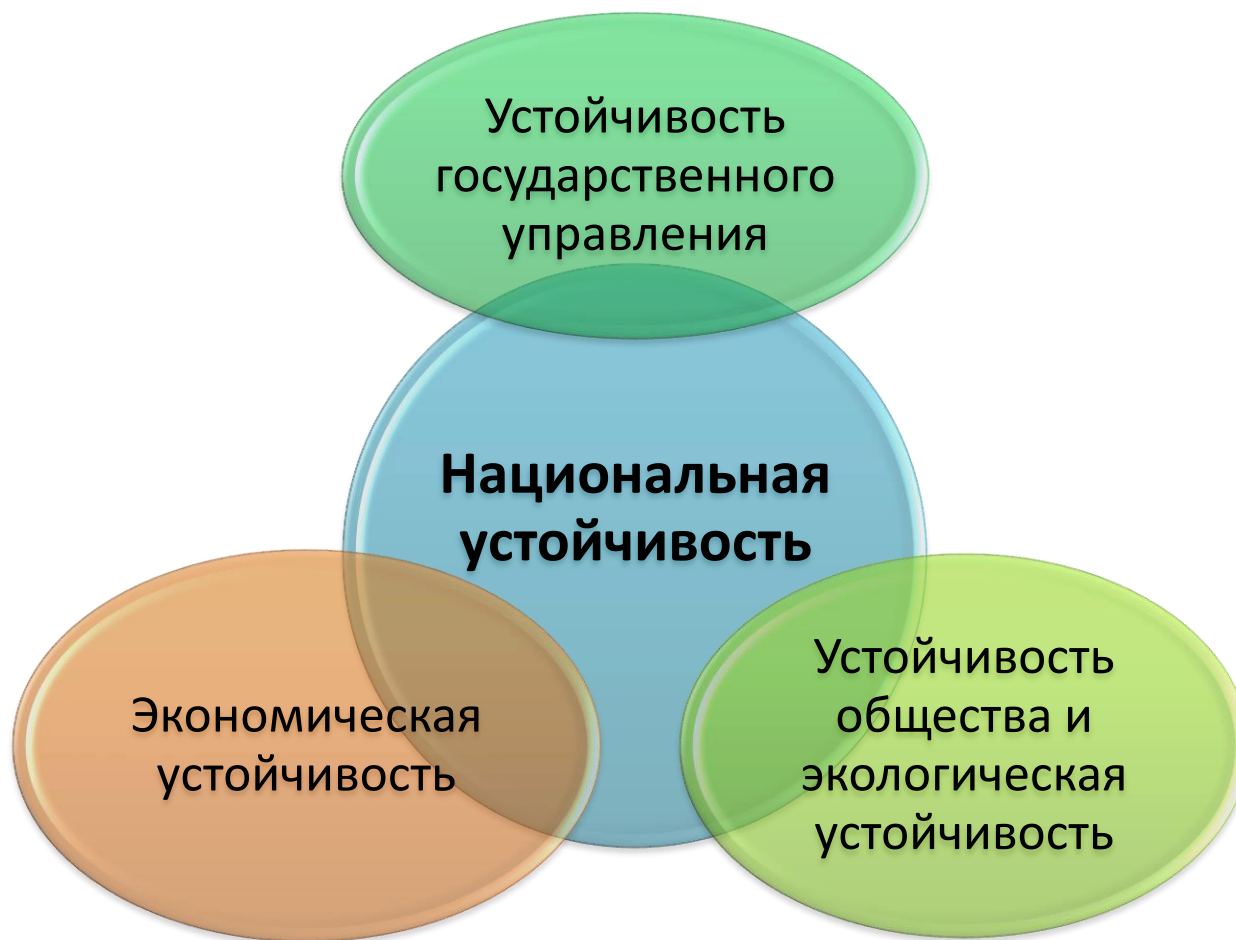 Устойчивость
государственного
управления
Национальная
устойчивость
Экономическая
устойчивость
Устойчивость
общества и
экологическая
устойчивость